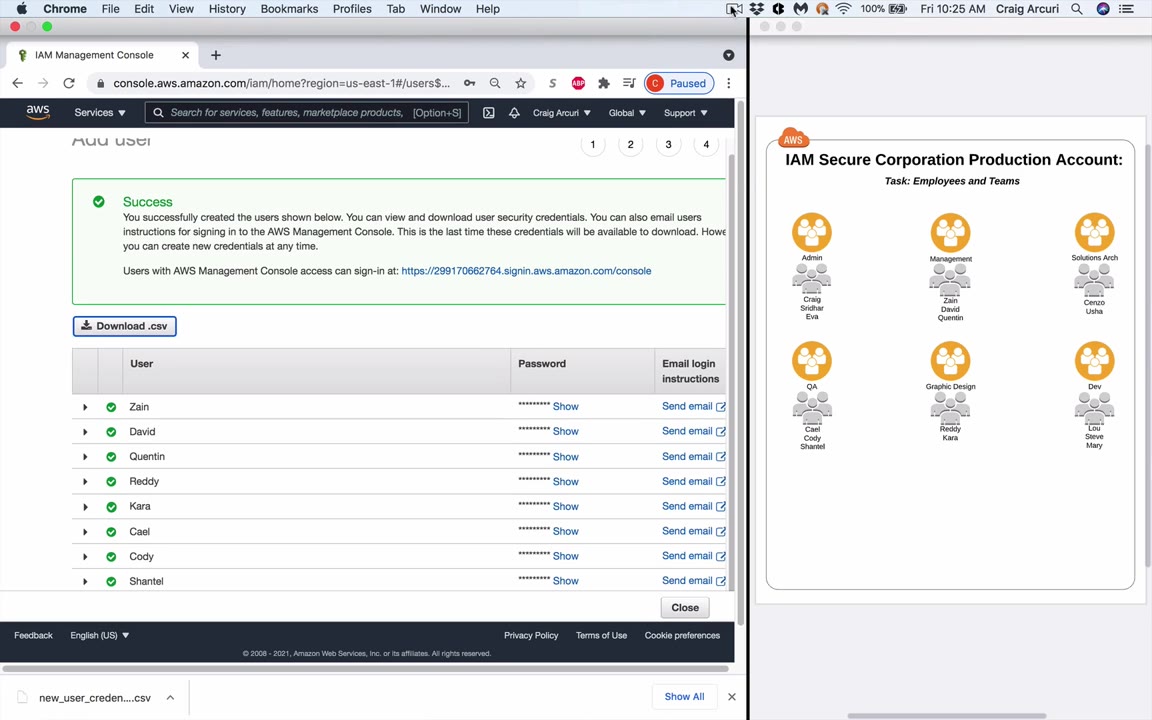 Chrome File Edit View History Bookmarks Profiles Tab Window Help 100% Fri 10:25 AM Craig Arcuri
IAM Management Console
console.aws.amazon.com/iam/home?region=us-east-1#/users$... ABP C Paused
aws Services Search for services, features, marketplace products, [Option+S] Craig Arcuri Global Support
Add user 1 2 3 4
Success
You successfully created the users shown below. You can view and download user security credentials. You can also email users
instructions for signing in to the AWS Management Console. This is the last time these credentials will be available to download. Howe
you can create new credentials at any time.
Users with AWS Management Console access can sign-in at: https://299170662764.signin.aws.amazon.com/console
Download .csv
User Password Email login
instructions
Zain ********* Show Send email
David ********* Show Send email
Quentin ********* Show Send email
Reddy ********* Show Send email
Kara ********* Show Send email
Cael ********* Show Send email
Cody ********* Show Send email
Shantel ********* Show Send email
Close
Feedback English (US) Privacy Policy Terms of Use Cookie preferences
© 2008 - 2021, Amazon Web Services, Inc. or its affiliates. All rights reserved.
new_user_creden....csv Show All
AWS
IAM Secure Corporation Production Account:
Task: Employees and Teams
Admin
Craig
Sridhar
Eva
Management
Zain
David
Quentin
Solutions Arch
Cenzo
Usha
QA
Cael
Cody
Shantel
Graphic Design
Reddy
Kara
Dev
Lou
Steve
Mary